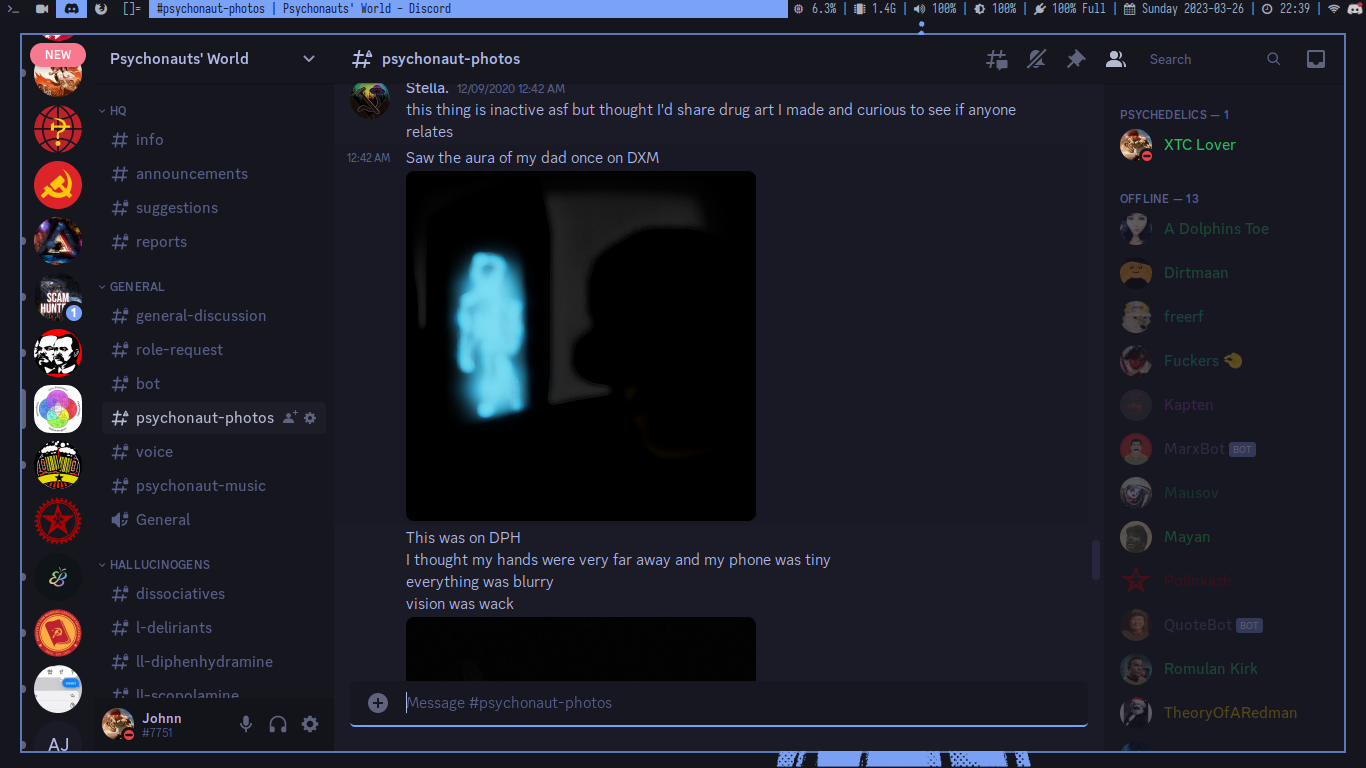 >_
[]=
#psychonaut-photos | Psychonauts' World - Discord
6.3% | 1.4G | 100% | 100% | 100% Full | Sunday 2023-03-26 | 22:39 |
NEW
SCAM
1
AJ
Psychonauts' World
HQ
info
announcements
suggestions
reports
GENERAL
general-discussion
role-request
bot
psychonaut-photos
voice
psychonaut-music
General
HALLUCINOGENS
dissociatives
l-deliriants
ll-diphenhydramine
ll-scopolamine
Johnn
#7751
psychonaut-photos
Search
Stella. 12/09/2020 12:42 AM
this thing is inactive asf but thought I'd share drug art I made and curious to see if anyone
relates
12:42 AM Saw the aura of my dad once on DXM
This was on DPH
I thought my hands were very far away and my phone was tiny
everything was blurry
vision was wack
Message #psychonaut-photos
PSYCHEDELICS — 1
XTC Lover
OFFLINE — 13
A Dolphins Toe
Dirtmaan
freerf
Fuckers
Kapten
MarxBot BOT
Mausov
Mayan
QuoteBot BOT
Romulan Kirk
TheoryOfARedman